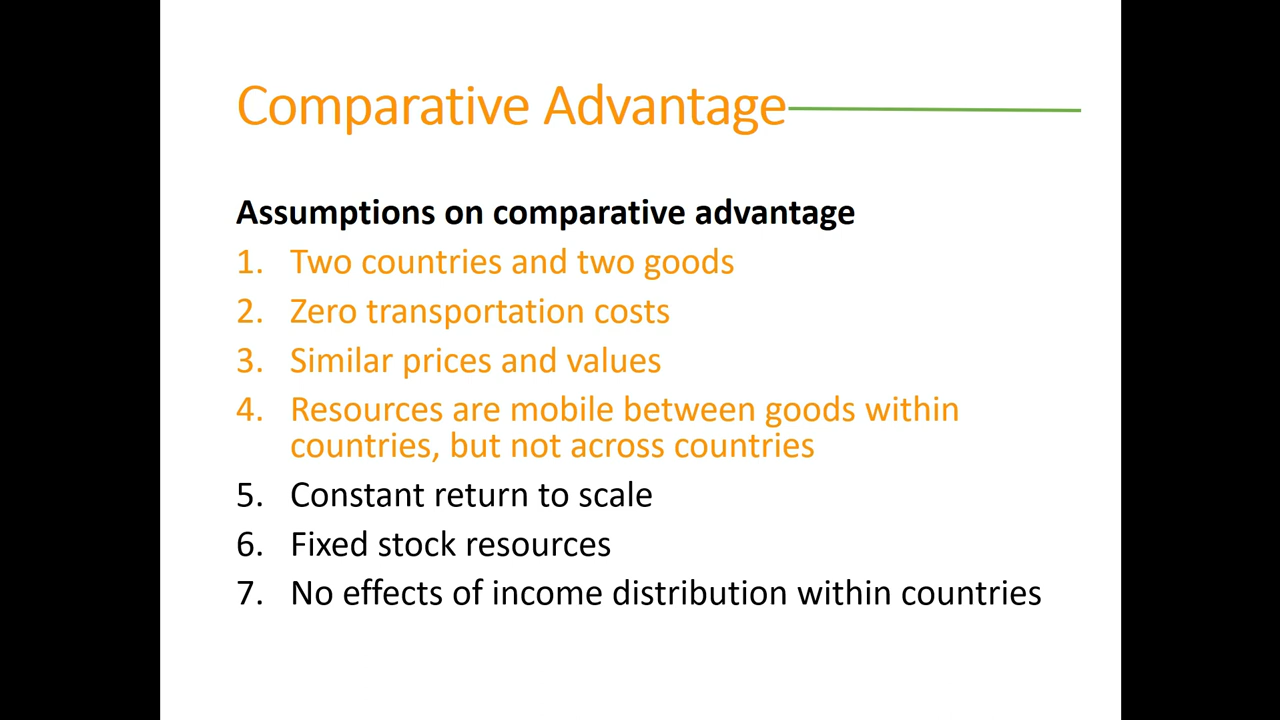 Comparative Advantage
Assumptions on comparative advantage
1. Two countries and two goods
2. Zero transportation costs
3. Similar prices and values
4. Resources are mobile between goods within
countries, but not across countries
5. Constant return to scale
6. Fixed stock resources
7. No effects of income distribution within countries